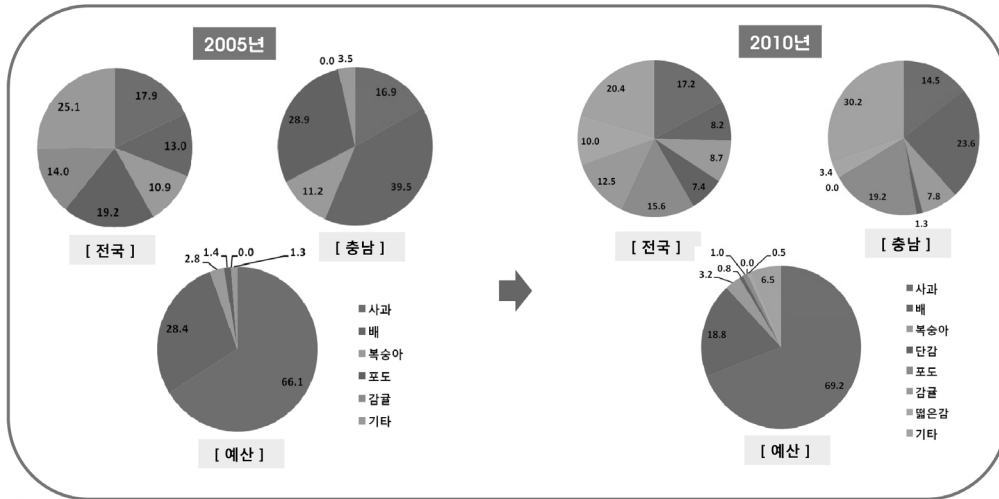 2005년
25.1
17.9
13.0
10.9
19.2
14.0
[ 전국 ]
0.0
3.5
16.9
39.5
11.2
28.9
[ 충남 ]
2.8
1.4
0.0
1.3
28.4
66.1
[ 예산 ]
사과
배
복숭아
포도
감귤
기타
2010년
20.4
17.2
8.2
8.7
7.4
15.6
12.5
10.0
[ 전국 ]
30.2
14.5
23.6
7.8
1.3
19.2
0.0
3.4
[ 충남 ]
3.2
0.8
1.0
0.0
0.5
6.5
18.8
69.2
[ 예산 ]
사과
배
복숭아
단감
포도
감귤
떫은감
기타